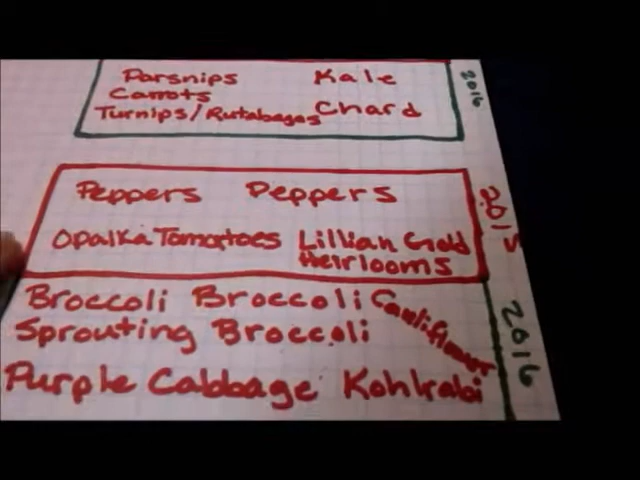 Parsnips Kale
Carrots
Turnips/Rutabagas Chard
2016
Peppers Peppers
Opalka Tomatoes Lillian Gold
Heirlooms
2015
Broccoli Broccoli Cauliflower
Sprouting Broccoli
Purple Cabbage Kohlrabi
2016